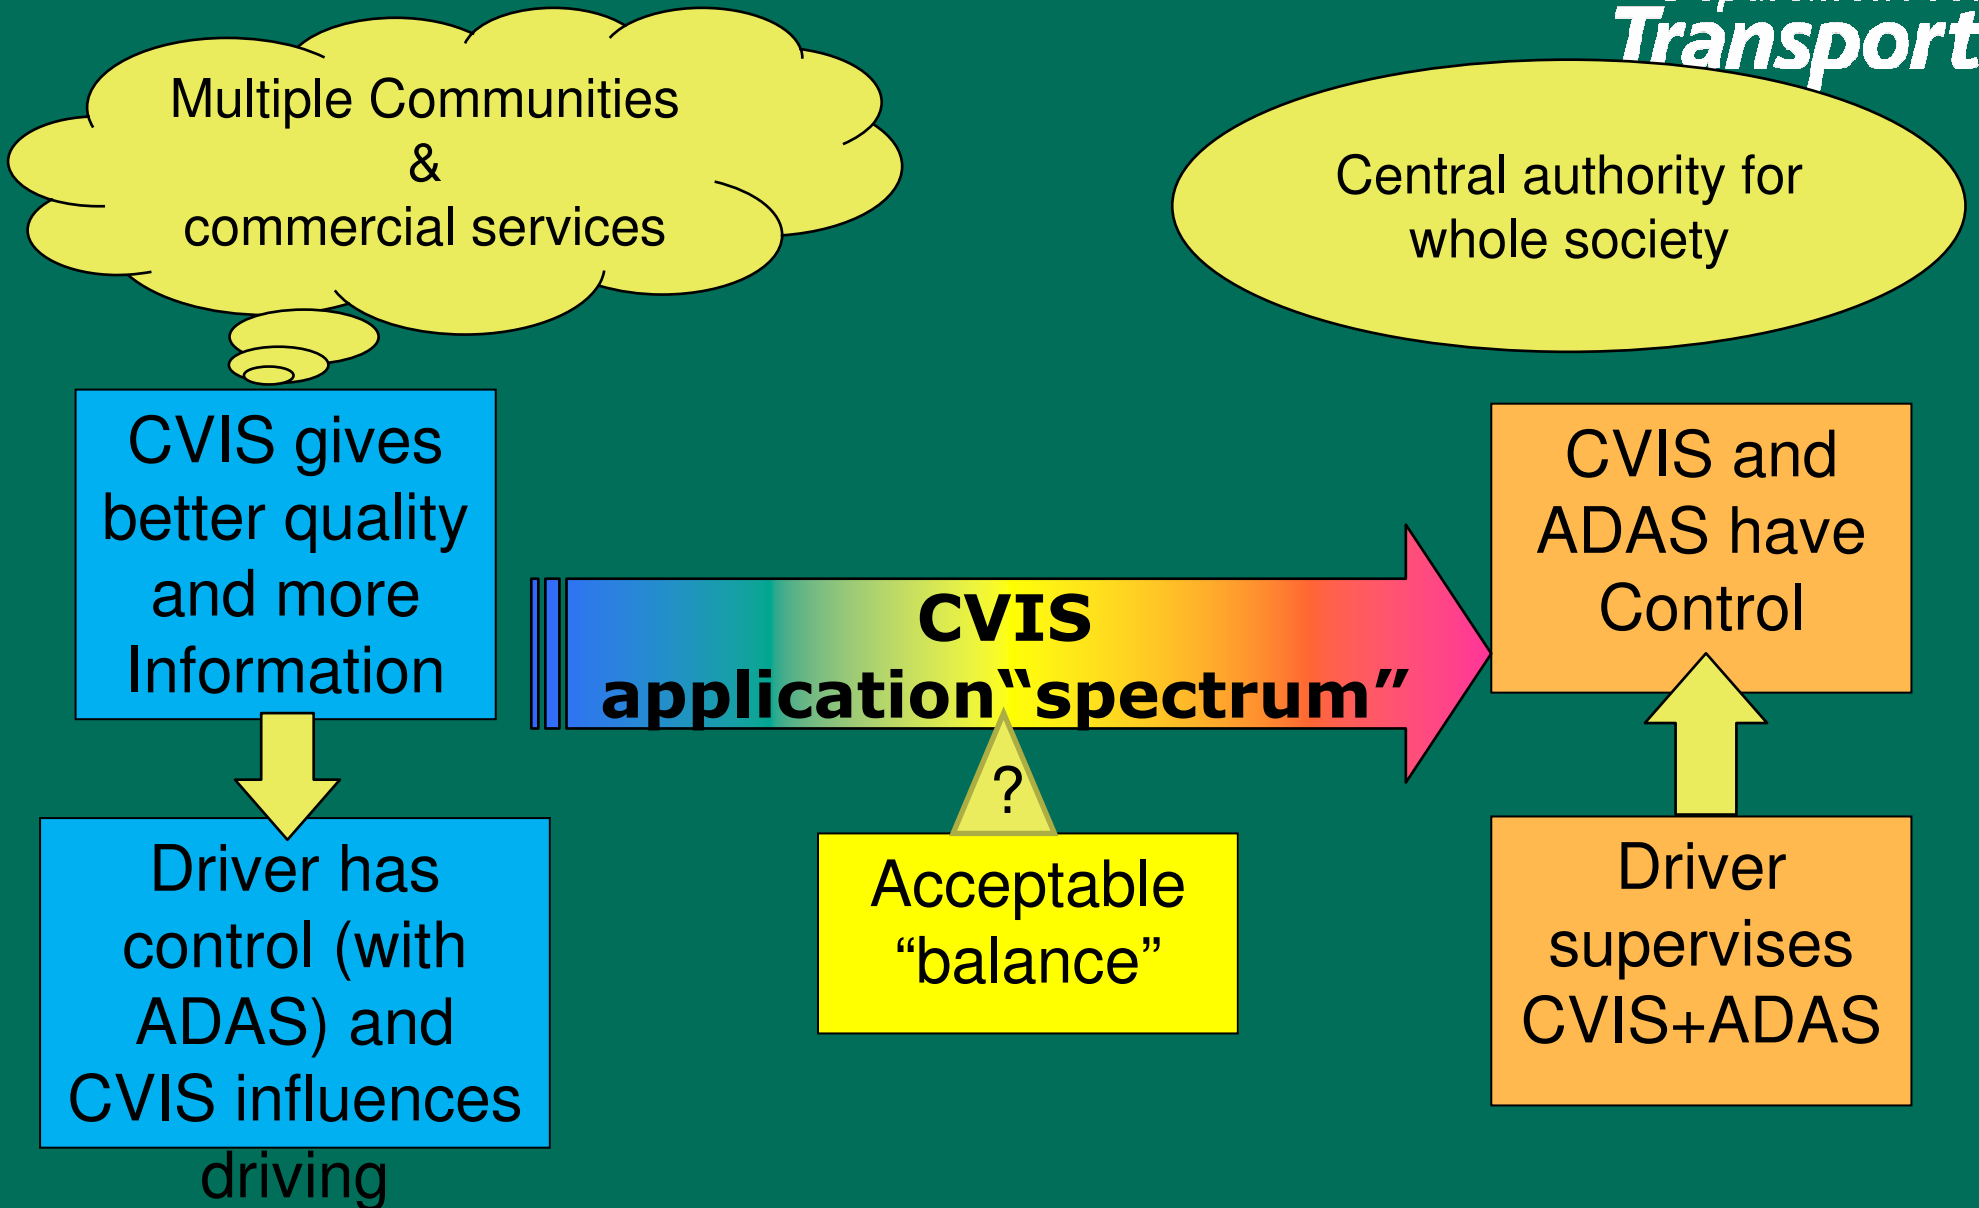 Transport
Multiple Communities
&
commercial services
Central authority for
whole society
CVIS gives
better quality
and more
Information
CVIS and
ADAS have
Control
CVIS
application“spectrum”
?
Driver has
control (with
ADAS) and
CVIS influences
driving
Acceptable
“balance”
Driver
supervises
CVIS+ADAS